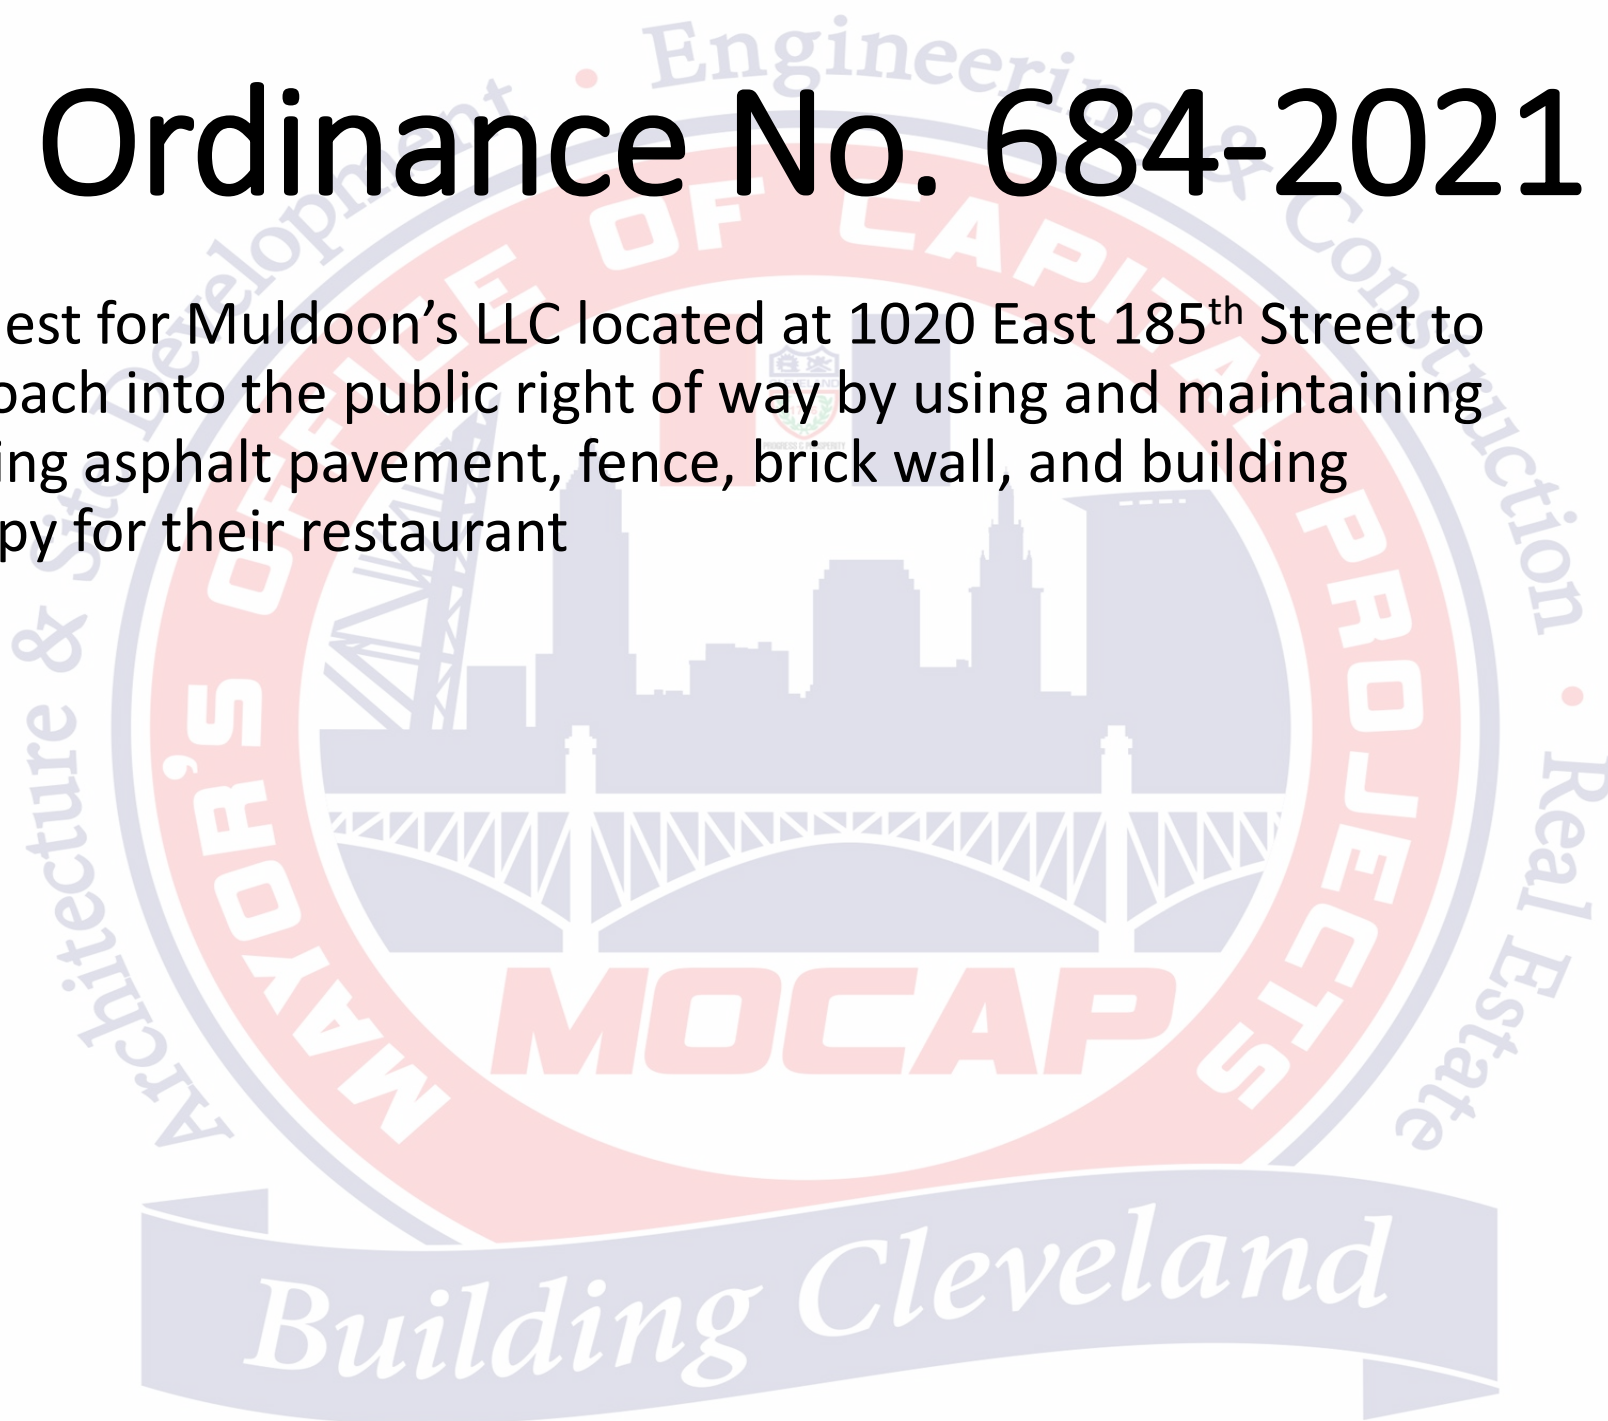 Ordinance No. 684-2021
est for Muldoon’s LLC located at 1020 East 185th Street to
oach into the public right of way by using and maintaining
ing asphalt pavement, fence, brick wall, and building
py for their restaurant
Architecture & Site Development • Engineering & Construction • Real Estate
MAYOR’S OFFICE OF CAPITAL PROJECTS
MOCAP
Building Cleveland